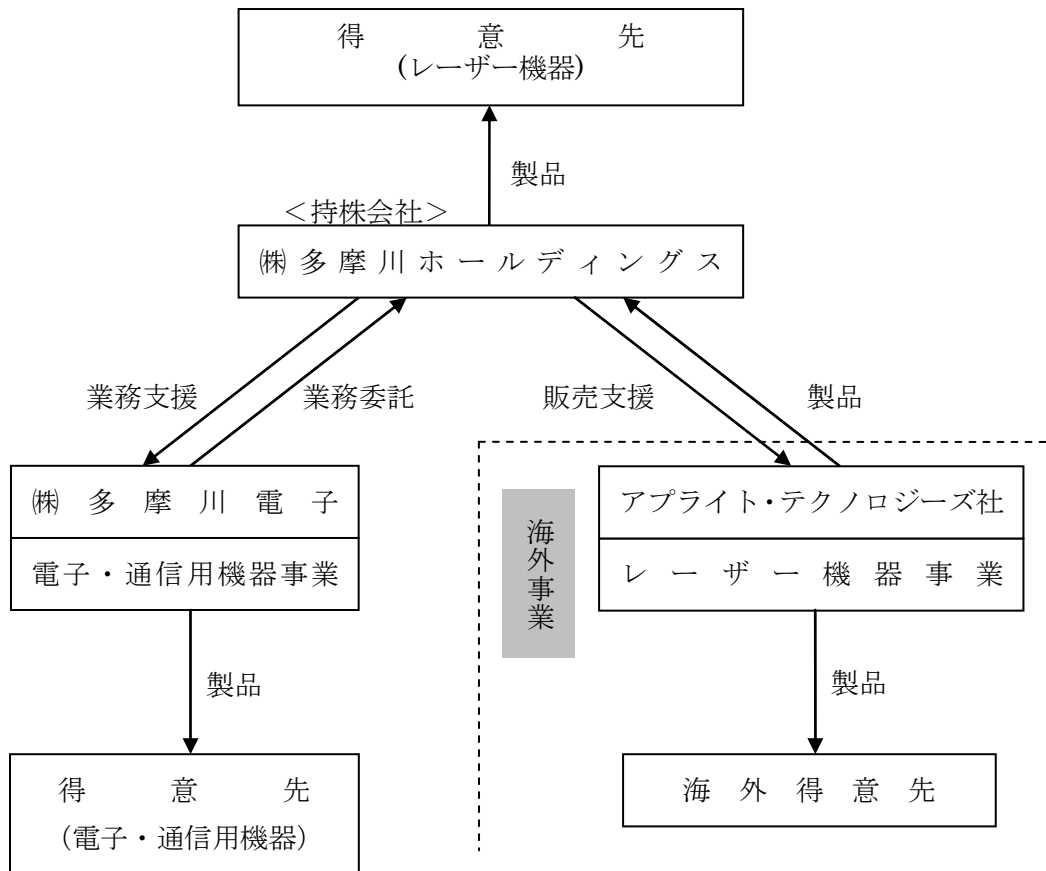 得意先
(レーザー機器)
製品
＜持株会社＞
㈱多摩川ホールディングス
業務支援
業務委託
販売支援
製品
㈱多摩川電子
電子・通信用機器事業
海外事業
アプライト・テクノロジーズ社
レーザー機器事業
製品
製品
得意先
(電子・通信用機器)
海外得意先